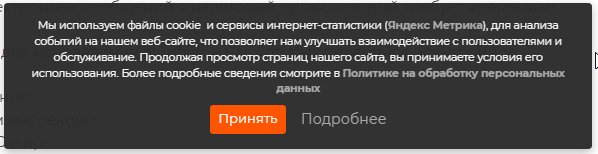 Мы используем файлы cookie и сервисы интернет-статистики (Яндекс Метрика), для анализа
событий на нашем веб-сайте, что позволяет нам улучшать взаимодействие с пользователями и
обслуживание. Продолжая просмотр страниц нашего сайта, вы принимаете условия его
использования. Более подробные сведения смотрите в Политике на обработку персональных
данных
Принять Подробнее